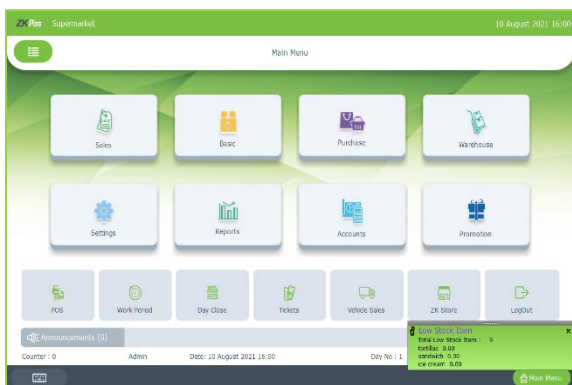 ZKPos Supermarket 10 August 2021 16:00
Main Menu
Sales Basic Purchase Warehouse
Settings Reports Accounts Promotion
POS Work Period Day Close Tickets Vehicle Sales ZK Store LogOut
Announcements (0)
Low Stock Item x
Total Low Stock Item : 9
tortillas 0.00
sandwich 0.00
ice cream 0.00
Counter : 0 Admin Date: 10 August 2021 16:00 Day No : 1
Main Menu